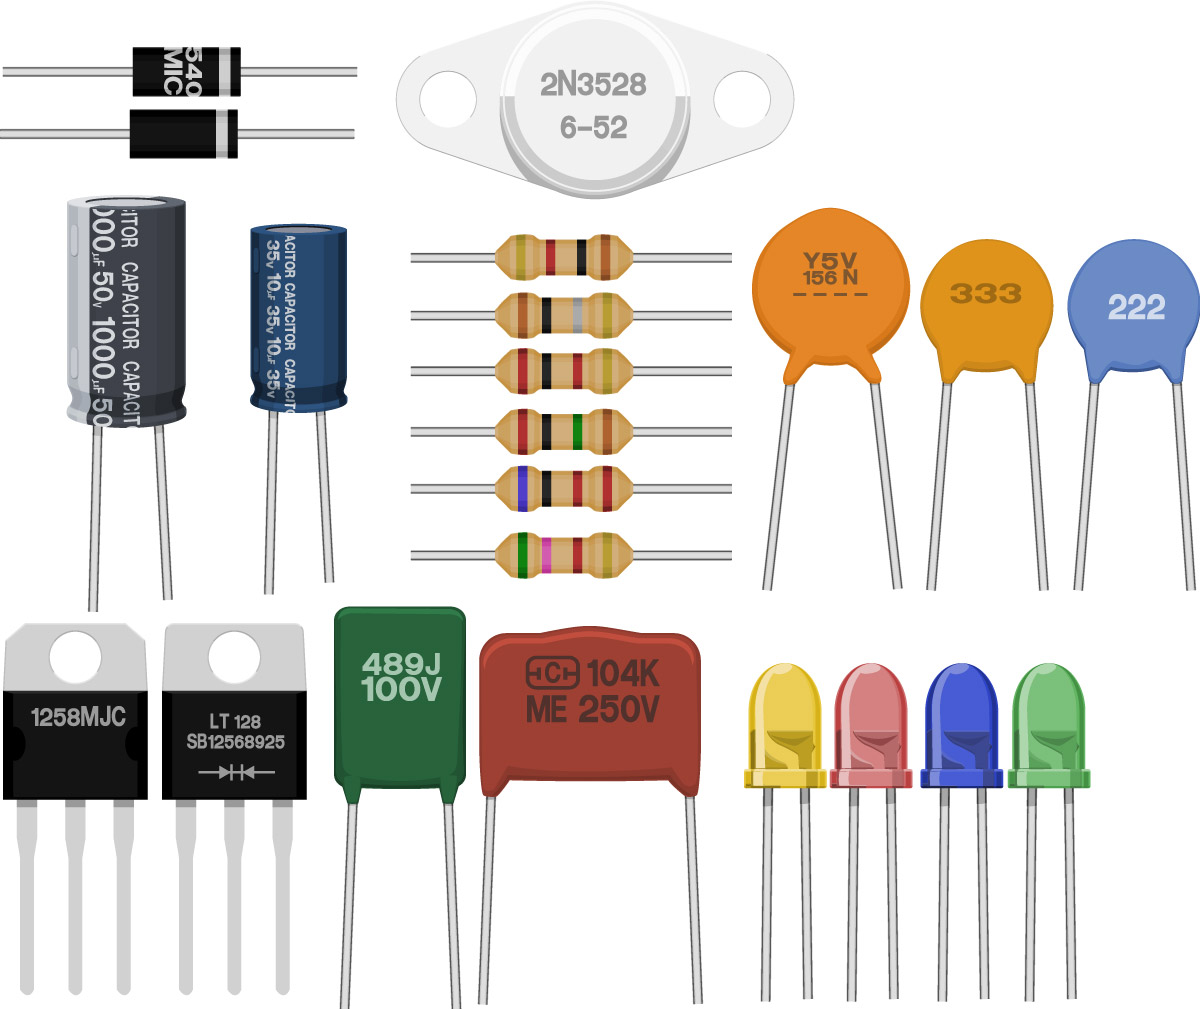 540
MIC
2N3528
6-52
ITOR CAPACITOR CAPACIT
000µF 50v 1000µF 50
ACITOR CAPACITOR CAPACITO
35v 10µF 35v 10µF 35v
Y5V
156 N
333
222
1258MJC
LT 128
SB12568925
489J
100V
HCH 104K
ME 250V